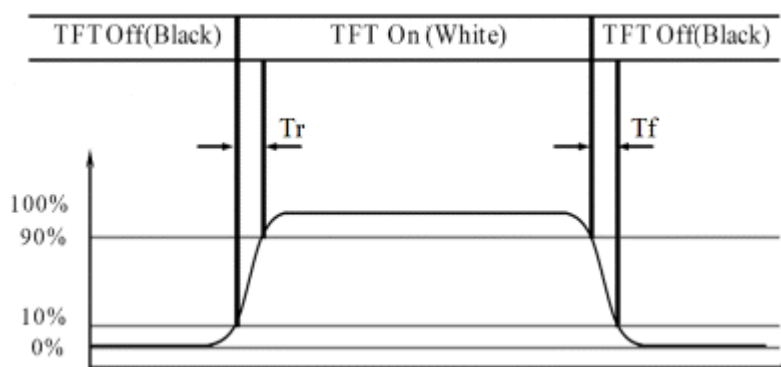 TFT Off(Black) TFT On (White) TFT Off(Black)
Tr Tf
100%
90%
10%
0%